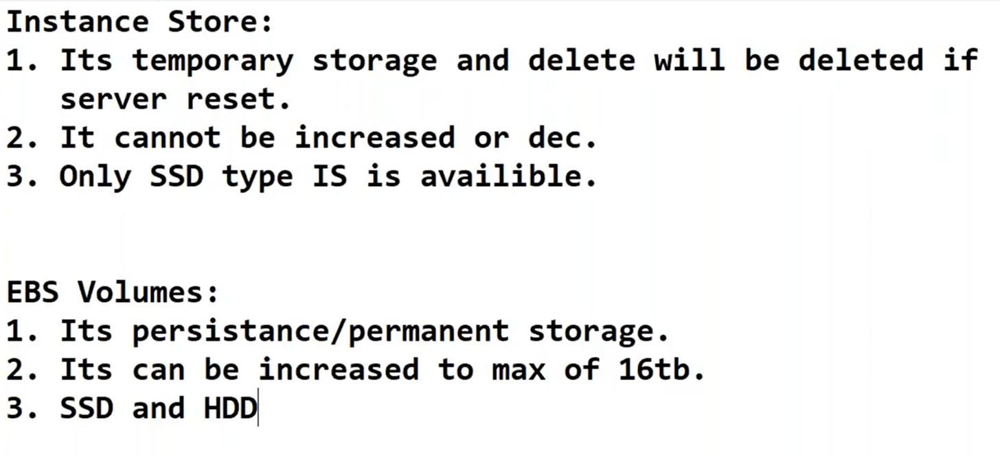 Instance Store:
1. Its temporary storage and delete will be deleted if
server reset.
2. It cannot be increased or dec.
3. Only SSD type IS is availible.
EBS Volumes:
1. Its persistance/permanent storage.
2. Its can be increased to max of 16tb.
3. SSD and HDD